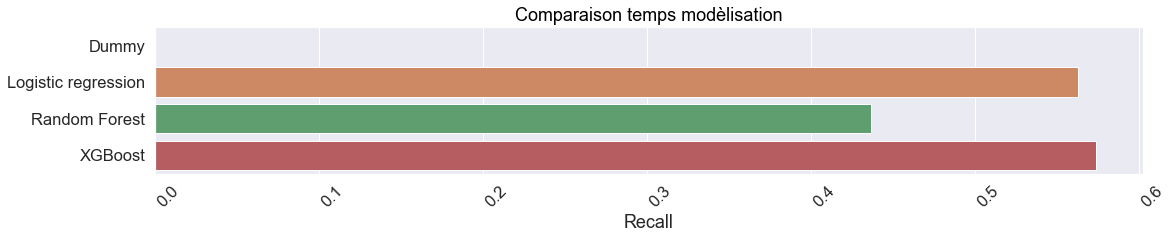 Comparaison temps modèlisation
Dummy
Logistic regression
Random Forest
XGBoost
0.0
0.1
0.2
0.3
0.4
0.5
0.6
Recall